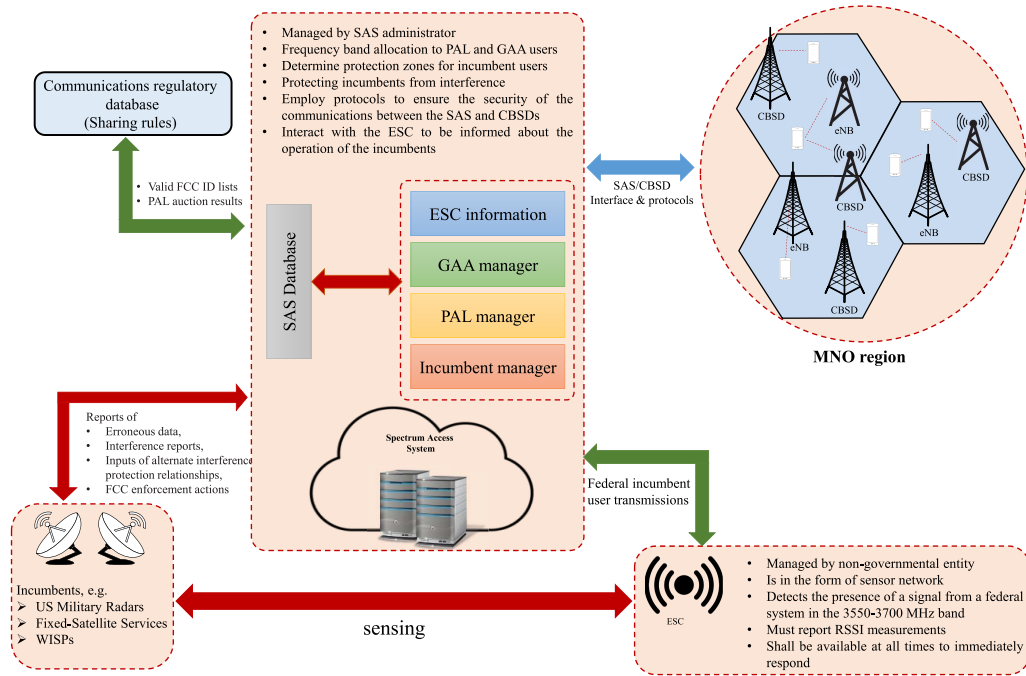 • Managed by SAS administrator
• Frequency band allocation to PAL and GAA users
• Determine protection zones for incumbent users
• Protecting incumbents from interference
• Employ protocols to ensure the security of the
communications between the SAS and CBSDs
• Interact with the ESC to be informed about the
operation of the incumbents
Communications regulatory
database
(Sharing rules)
• Valid FCC ID lists
• PAL auction results
SAS Database
ESC information
GAA manager
PAL manager
Incumbent manager
Spectrum Access
System
SAS/CBSD
Interface & protocols
CBSD
eNB
CBSD
CBSD
eNB
eNB
CBSD
MNO region
Reports of
• Erroneous data,
• Interference reports,
• Inputs of alternate interference
protection relationships,
• FCC enforcement actions
Federal incumbent
user transmissions
Incumbents, e.g.
➢ US Military Radars
➢ Fixed-Satellite Services
➢ WISPs
sensing
ESC
• Managed by non-governmental entity
• Is in the form of sensor network
• Detects the presence of a signal from a federal
system in the 3550-3700 MHz band
• Must report RSSI measurements
• Shall be available at all times to immediately
respond